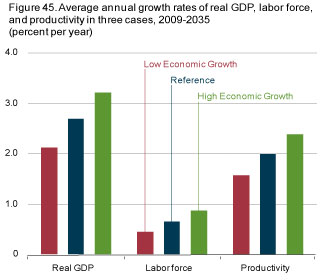 Figure 45. Average annual growth rates of real GDP, labor force,
and productivity in three cases, 2009-2035
(percent per year)
4.0
Low Economic Growth
Reference
High Economic Growth
3.0
2.0
1.0
0
Real GDP
Labor force
Productivity